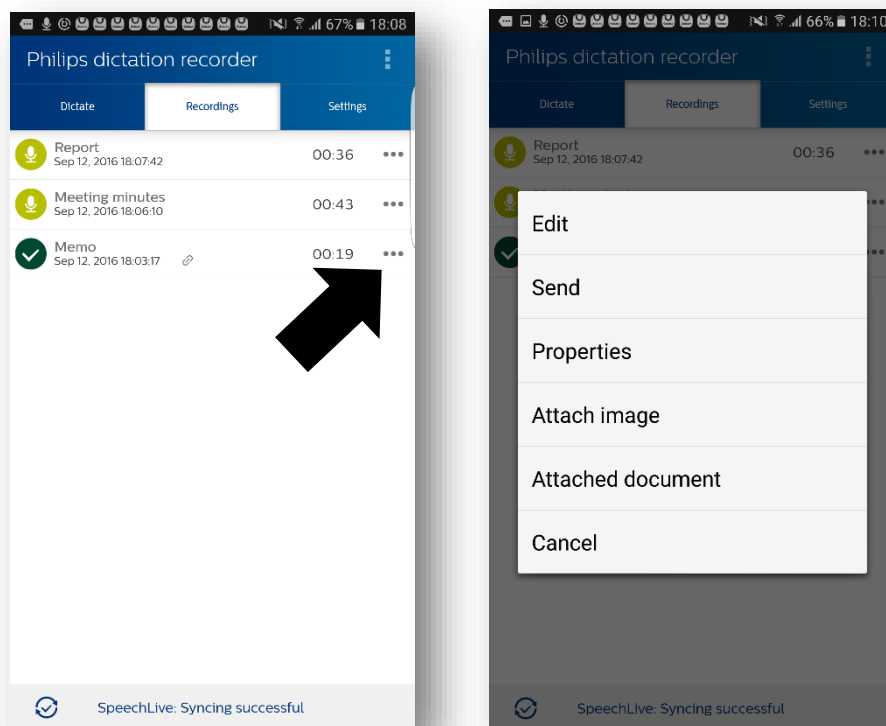 67% 18:08
Philips dictation recorder
Dictate Recordings Settings
Report
Sep 12, 2016 18:07:42 00:36
Meeting minutes
Sep 12, 2016 18:06:10 00:43
Memo
Sep 12, 2016 18:03:17 00:19
SpeechLive: Syncing successful
66% 18:10
Philips dictation recorder
Dictate Recordings Settings
Report
Sep 12, 2016 18:07:42 00:36
Edit
Send
Properties
Attach image
Attached document
Cancel
SpeechLive: Syncing successful